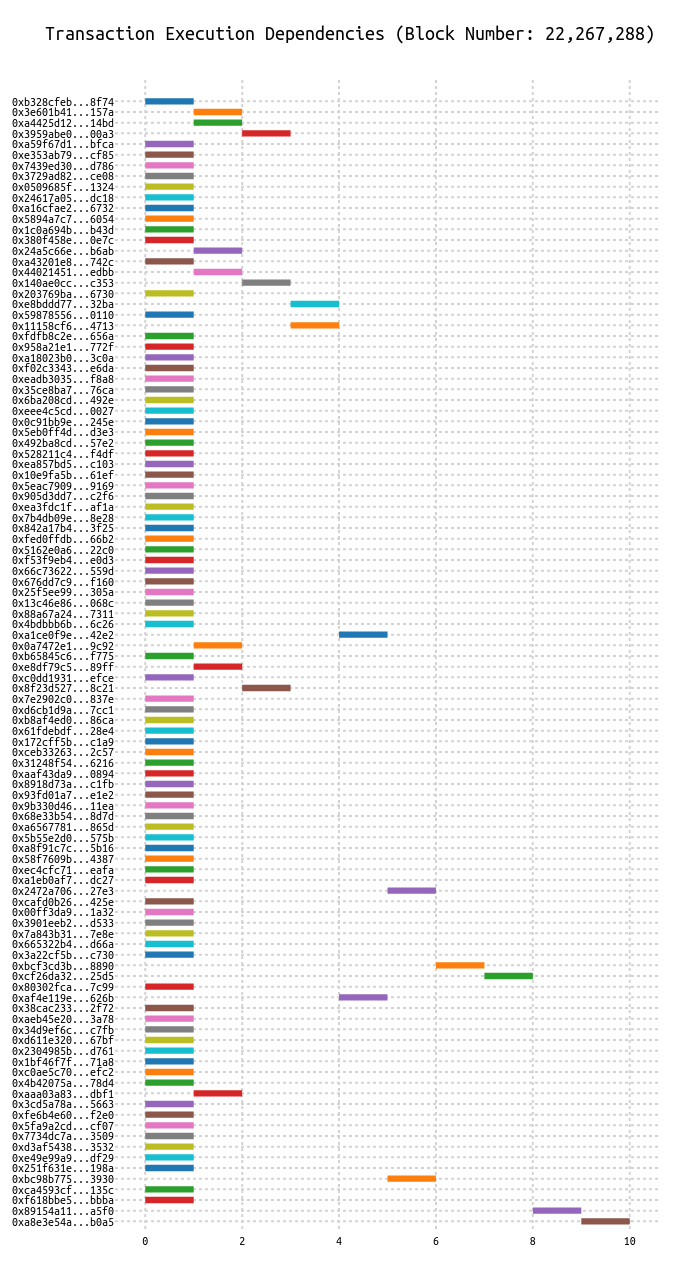 Transaction Execution Dependencies (Block Number: 22,267,288)
0xb328cfeb...8f74
0x3e601b41...157a
0xa4425d12...14bd
0x3959abe0...00a3
0xa59f67d1...bfca
0xe353ab79...cf85
0x7439ed30...d786
0x3729ad82...ce08
0x0509685f...1324
0x24617a05...dc18
0xa16cfae2...6732
0x5894a7c7...6054
0x1c0a694b...b43d
0x380f458e...0e7c
0x24a5c66e...b6ab
0xa43201e8...742c
0x44021451...edbb
0x140ae0cc...c353
0x203769ba...6730
0xe8bddd77...32ba
0x59878556...0110
0x11158cf6...4713
0xfdfb8c2e...656a
0x958a21e1...772f
0xa18023b0...3c0a
0xf02c3343...e6da
0xeadb3035...f8a8
0x35ce8ba7...76ca
0x6ba208cd...492e
0xeee4c5cd...0027
0x0c91bb9e...245e
0x5eb0ff4d...d3e3
0x492ba8cd...57e2
0x528211c4...f4df
0xea857bd5...c103
0x10e9fa5b...61ef
0x5eac7909...9169
0x905d3dd7...c2f6
0xea3fdc1f...af1a
0x7b4db09e...8e28
0x842a17b4...3f25
0xfed0ffdb...66b2
0x5162e0a6...22c0
0xf53f9eb4...e0d3
0x66c73622...559d
0x676dd7c9...f160
0x25f5ee99...305a
0x13c46e86...068c
0x88a67a24...7311
0x4bdbbb6b...6c26
0xa1ce0f9e...42e2
0x0a7472e1...9c92
0xb65845c6...f775
0xe8df79c5...89ff
0xc0dd1931...efce
0x8f23d527...8c21
0x7e2902c0...837e
0xd6cb1d9a...7cc1
0xb8af4ed0...86ca
0x61fdebdf...28e4
0x172cff5b...c1a9
0xceb33263...2c57
0x31248f54...6216
0xaaf43da9...0894
0x8918d73a...c1fb
0x93fd01a7...e1e2
0x9b330d46...11ea
0x68e33b54...8d7d
0xa6567781...865d
0x5b55e2d0...575b
0xa8f91c7c...5b16
0x58f7609b...4387
0xec4cfc71...eafa
0xa1eb0af7...dc27
0x2472a706...27e3
0xcafd0b26...425e
0x00ff3da9...1a32
0x3901eeb2...d533
0x7a843b31...7e8e
0x665322b4...d66a
0x3a22cf5b...c730
0xbcf3cd3b...8890
0xcf26da32...25d5
0x80302fca...7c99
0xaf4e119e...626b
0x38cac233...2f72
0xaeb45e20...3a78
0x34d9ef6c...c7fb
0xd611e320...67bf
0x2304985b...d761
0x1bf46f7f...71a8
0xc0ae5c70...efc2
0x4b42075a...78d4
0xaaa03a83...dbf1
0x3cd5a78a...5663
0xfe6b4e60...f2e0
0x5fa9a2cd...cf07
0x7734dc7a...3509
0xd3af5438...3532
0xe49e99a9...df29
0x251f631e...198a
0xbc98b775...3930
0xca4593cf...135c
0xf618bbe5...bbba
0x89154a11...a5f0
0xa8e3e54a...b0a5
0 2 4 6 8 10